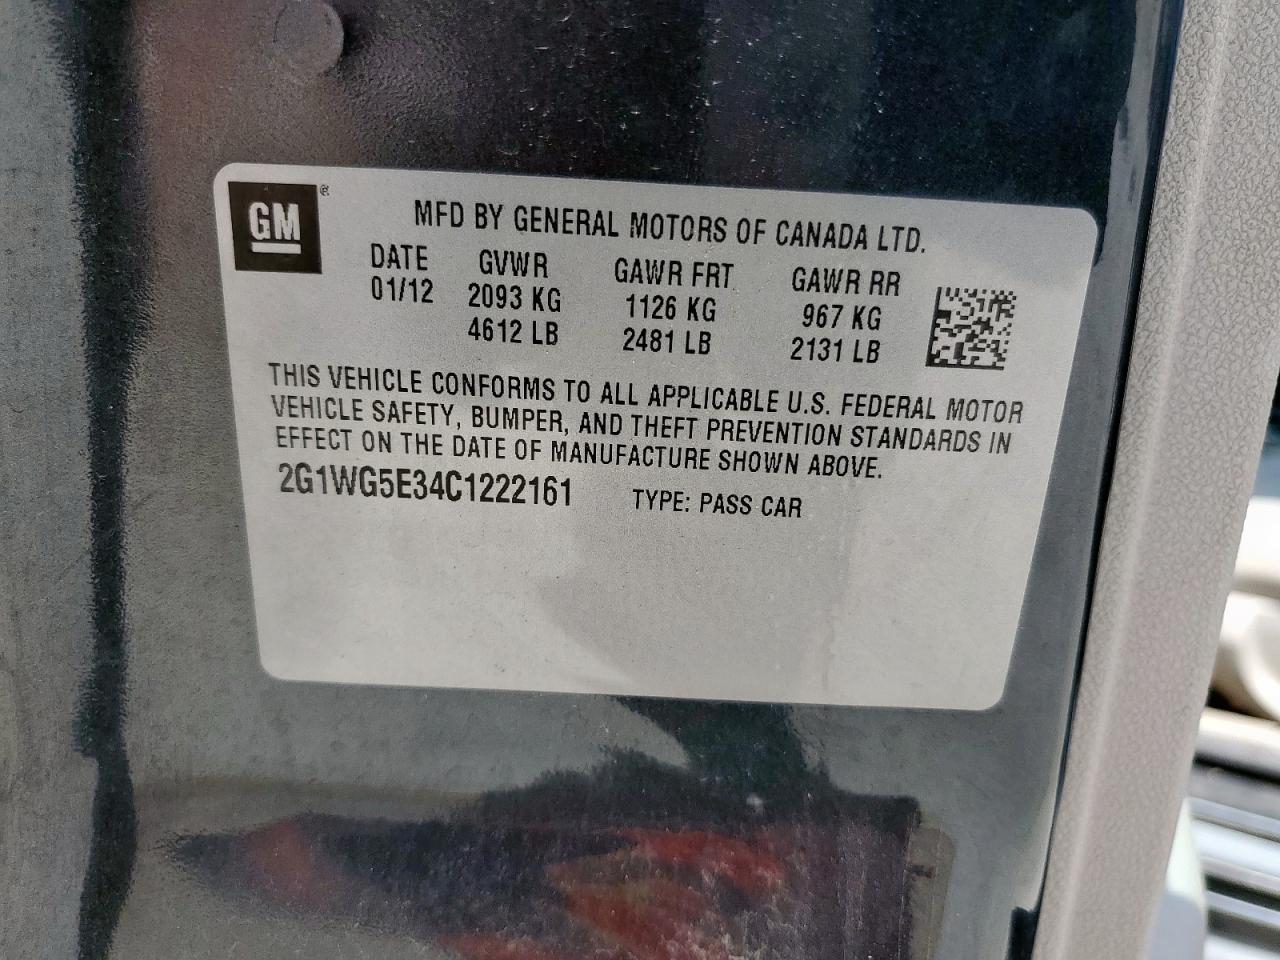 GM ®
MFD BY GENERAL MOTORS OF CANADA LTD.
DATE GVWR GAWR FRT GAWR RR
01/12 2093 KG 1126 KG 967 KG
4612 LB 2481 LB 2131 LB
THIS VEHICLE CONFORMS TO ALL APPLICABLE U.S. FEDERAL MOTOR
VEHICLE SAFETY, BUMPER, AND THEFT PREVENTION STANDARDS IN
EFFECT ON THE DATE OF MANUFACTURE SHOWN ABOVE.
2G1WG5E34C1222161 TYPE: PASS CAR